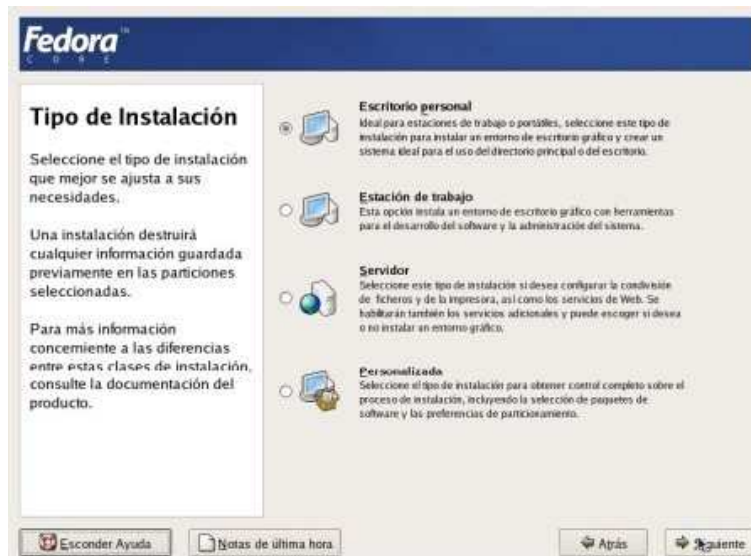 Fedora™
CORE
Tipo de Instalación
Seleccione el tipo de instalación
que mejor se ajusta a sus
necesidades.
Una instalación destruirá
cualquier información guardada
previamente en las particiones
seleccionadas.
Para más información
concerniente a las diferencias
entre estas clases de instalación,
consulte la documentación del
producto.
Escritorio personal
Ideal para estaciones de trabajo o portátiles, seleccione este tipo de
instalación para instalar un entorno de escritorio gráfico y crear un
sistema ideal para el uso del directorio principal o del escritorio.
Estación de trabajo
Esta opción instala un entorno de escritorio gráfico con herramientas
para el desarrollo del software y la administración del sistema.
Servidor
Seleccione este tipo de instalación si desea configurar la condivisión
de ficheros y de la impresora, así como los servicios de Web. Se
habilitarán también los servicios adicionales y puede escoger si desea
o no instalar un entorno gráfico.
Personalizada
Seleccione el tipo de instalación para obtener control completo sobre el
proceso de instalación, incluyendo la selección de paquetes de
software y las preferencias de particionamiento.
Esconder Ayuda
Notas de última hora
Atrás
Siguiente